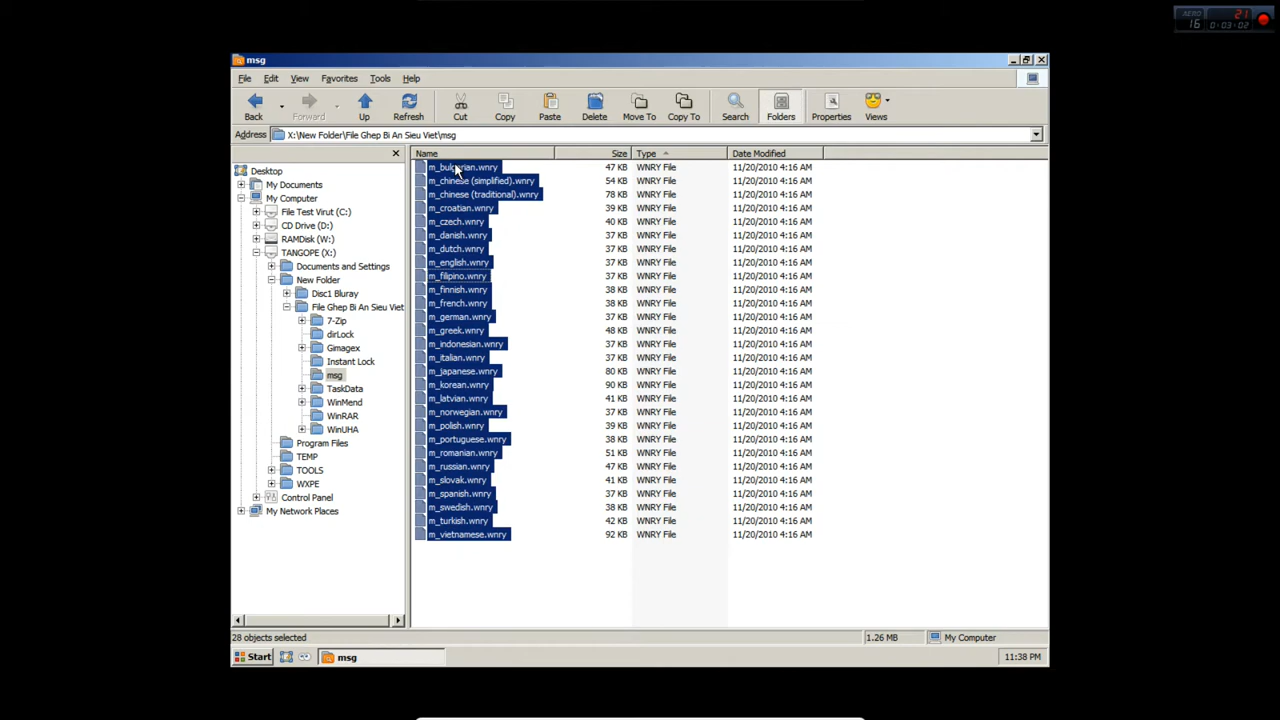 AERO
16
21
0:03:02
msg
File Edit View Favorites Tools Help
Back Forward Up Refresh Cut Copy Paste Delete Move To Copy To Search Folders Properties Views
Address X:\New Folder\File Ghep Bi An Sieu Viet\msg
Desktop
My Documents
My Computer
File Test Virut (C:)
CD Drive (D:)
RAMDisk (W:)
TANGOPE (X:)
Documents and Settings
New Folder
Disc1 Bluray
File Ghep Bi An Sieu Viet
7-Zip
dirLock
Gimagex
Instant Lock
msg
TaskData
WinMend
WinRAR
WinUHA
Program Files
TEMP
TOOLS
WXPE
Control Panel
My Network Places
Name Size Type Date Modified
m_bulgarian.wnry 47 KB WNRY File 11/20/2010 4:16 AM
m_chinese (simplified).wnry 54 KB WNRY File 11/20/2010 4:16 AM
m_chinese (traditional).wnry 78 KB WNRY File 11/20/2010 4:16 AM
m_croatian.wnry 39 KB WNRY File 11/20/2010 4:16 AM
m_czech.wnry 40 KB WNRY File 11/20/2010 4:16 AM
m_danish.wnry 37 KB WNRY File 11/20/2010 4:16 AM
m_dutch.wnry 37 KB WNRY File 11/20/2010 4:16 AM
m_english.wnry 37 KB WNRY File 11/20/2010 4:16 AM
m_filipino.wnry 37 KB WNRY File 11/20/2010 4:16 AM
m_finnish.wnry 38 KB WNRY File 11/20/2010 4:16 AM
m_french.wnry 38 KB WNRY File 11/20/2010 4:16 AM
m_german.wnry 37 KB WNRY File 11/20/2010 4:16 AM
m_greek.wnry 48 KB WNRY File 11/20/2010 4:16 AM
m_indonesian.wnry 37 KB WNRY File 11/20/2010 4:16 AM
m_italian.wnry 37 KB WNRY File 11/20/2010 4:16 AM
m_japanese.wnry 80 KB WNRY File 11/20/2010 4:16 AM
m_korean.wnry 90 KB WNRY File 11/20/2010 4:16 AM
m_latvian.wnry 41 KB WNRY File 11/20/2010 4:16 AM
m_norwegian.wnry 37 KB WNRY File 11/20/2010 4:16 AM
m_polish.wnry 39 KB WNRY File 11/20/2010 4:16 AM
m_portuguese.wnry 38 KB WNRY File 11/20/2010 4:16 AM
m_romanian.wnry 51 KB WNRY File 11/20/2010 4:16 AM
m_russian.wnry 47 KB WNRY File 11/20/2010 4:16 AM
m_slovak.wnry 41 KB WNRY File 11/20/2010 4:16 AM
m_spanish.wnry 37 KB WNRY File 11/20/2010 4:16 AM
m_swedish.wnry 38 KB WNRY File 11/20/2010 4:16 AM
m_turkish.wnry 42 KB WNRY File 11/20/2010 4:16 AM
m_vietnamese.wnry 92 KB WNRY File 11/20/2010 4:16 AM
28 objects selected 1.26 MB My Computer
Start msg 11:38 PM